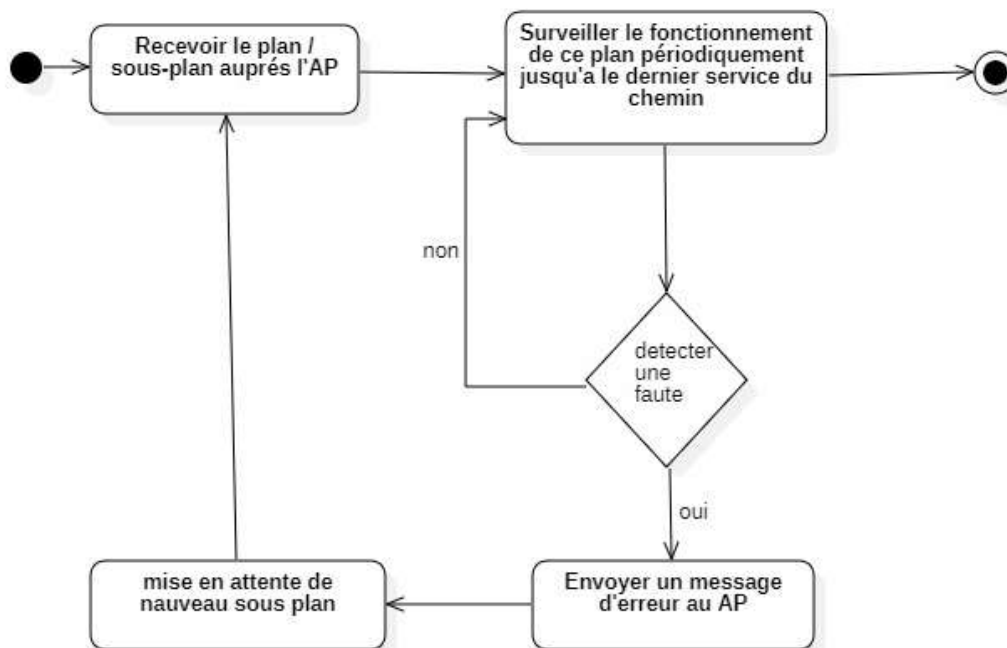 Recevoir le plan /
sous-plan auprés l'AP
Surveiller le fonctionnement
de ce plan périodiquement
jusqu'a le dernier service du
chemin
non
detecter
une
faute
oui
mise en attente de
nauveau sous plan
Envoyer un message
d'erreur au AP